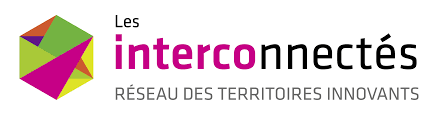 Les
interconnectés
RÉSEAU DES TERRITOIRES INNOVANTS